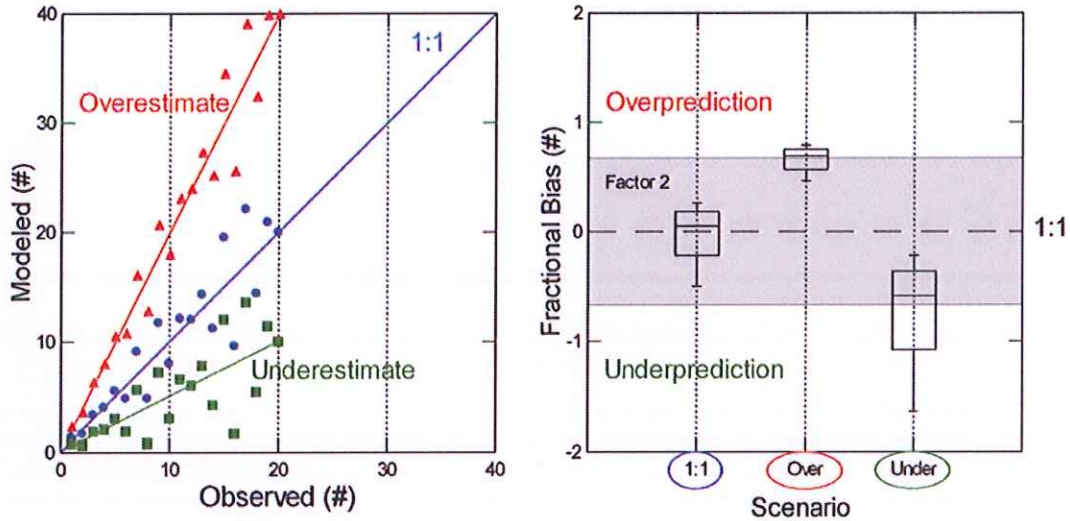 40
30
20
10
0
Modeled (#)
Overestimate
1:1
Underestimate
0
10
20
30
40
Observed (#)
2
1
0
-1
-2
Fractional Bias (#)
Overprediction
Factor 2
Underprediction
1:1
1:1
Over
Under
Scenario